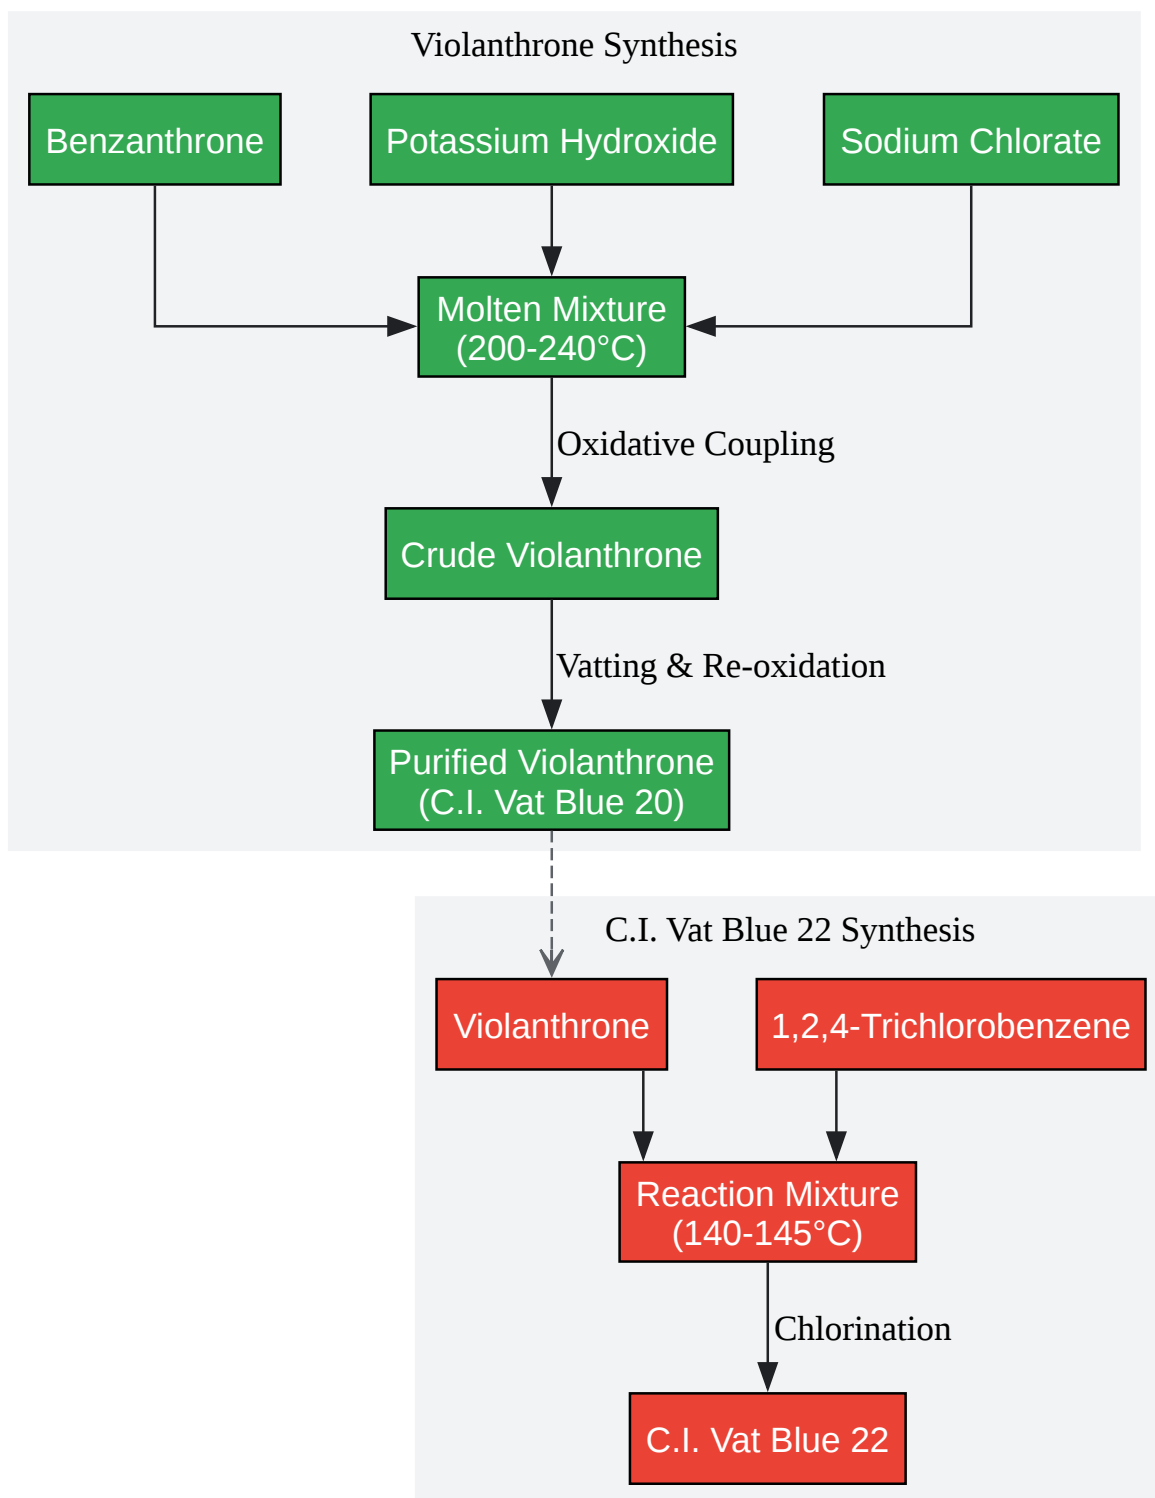 Violanthrone Synthesis
Benzanthrone
Potassium Hydroxide
Sodium Chlorate
Molten Mixture
(200-240°C)
Oxidative Coupling
Crude Violanthrone
Vatting & Re-oxidation
Purified Violanthrone
(C.I. Vat Blue 20)
C.I. Vat Blue 22 Synthesis
Violanthrone
1,2,4-Trichlorobenzene
Reaction Mixture
(140-145°C)
Chlorination
C.I. Vat Blue 22